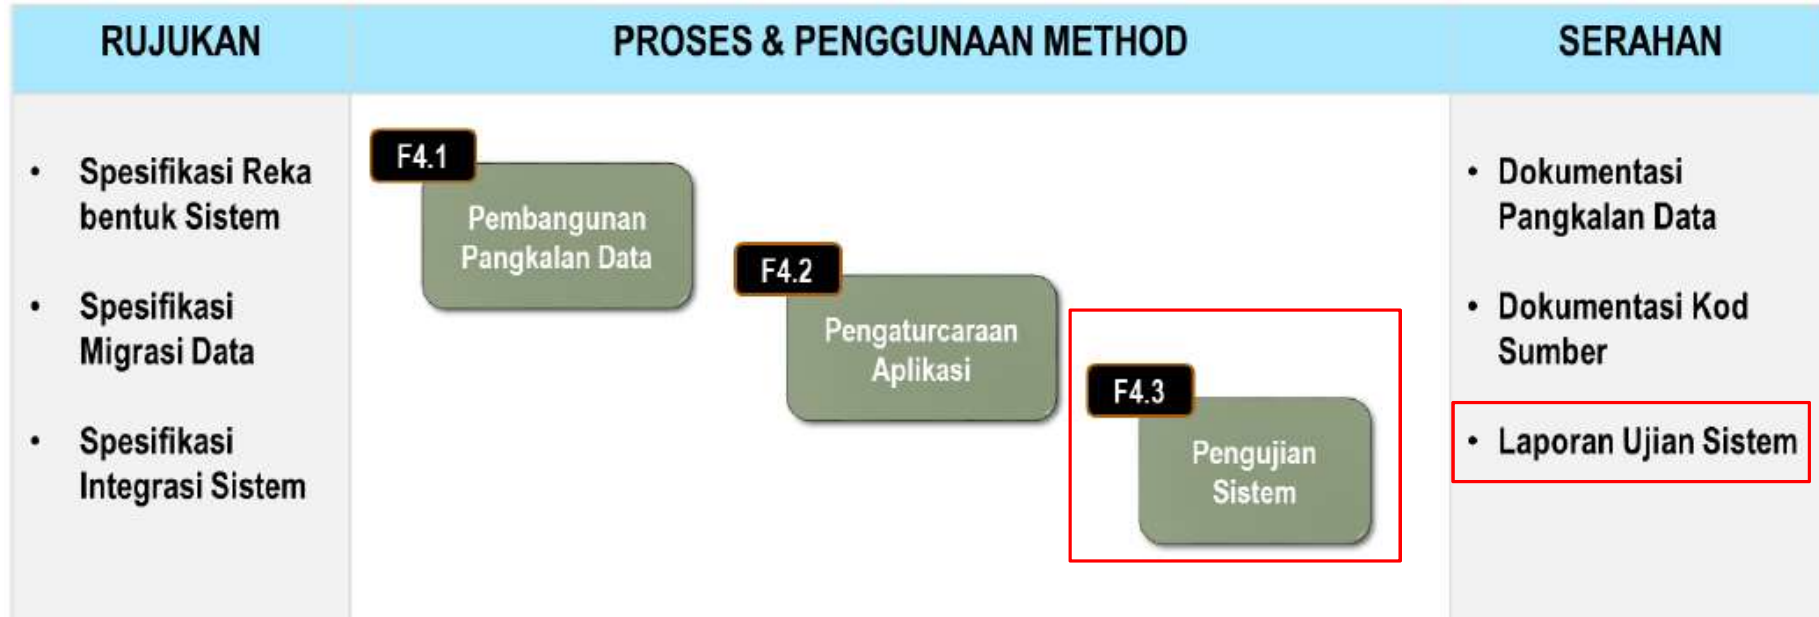 RUJUKAN
PROSES & PENGGUNAAN METHOD
SERAHAN
• Spesifikasi Reka
bentuk Sistem
• Spesifikasi
Migrasi Data
• Spesifikasi
Integrasi Sistem
F4.1
Pembangunan
Pangkalan Data
F4.2
Pengaturcaraan
Aplikasi
F4.3
Pengujian
Sistem
• Dokumentasi
Pangkalan Data
• Dokumentasi Kod
Sumber
• Laporan Ujian Sistem